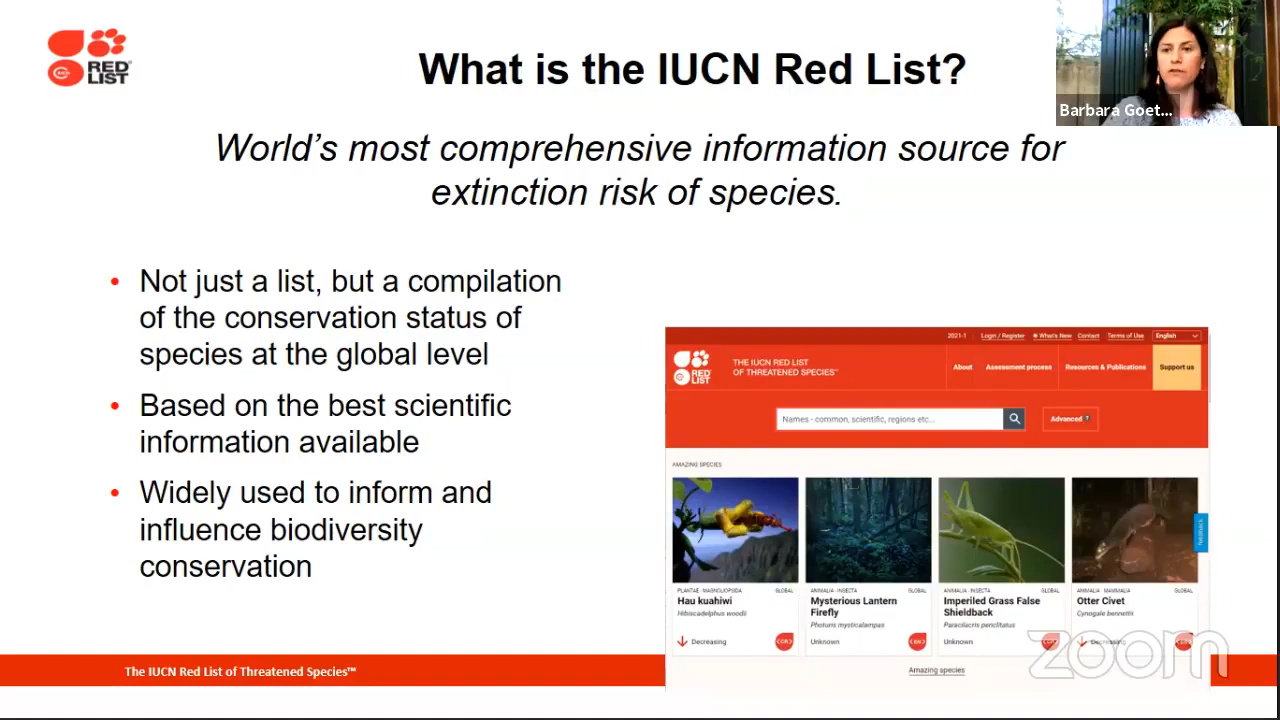 RED
LIST
What is the IUCN Red List?
Barbara Goet...
World's most comprehensive information source for
extinction risk of species.
• Not just a list, but a compilation
of the conservation status of
species at the global level
• Based on the best scientific
information available
• Widely used to inform and
influence biodiversity
conservation
2021-1 Login / Register What's New Contact Terms of Use English
RED
LIST
THE IUCN RED LIST
OF THREATENED SPECIES™
About Assessment process Resources & Publications Support us
Names - common, scientific, regions etc... Advanced ?
AMAZING SPECIES
Feedback
PLANTAE - MAGNOLIOPSIDA GLOBAL
Hau kuahiwi
Hibiscadelphus woodii
Decreasing
ANIMALIA - INSECTA GLOBAL
Mysterious Lantern
Firefly
Photuris mysticalampas
Unknown EN
ANIMALIA - INSECTA GLOBAL
Imperiled Grass False
Shieldback
Paracilacris periclitatus
Unknown
ANIMALIA - MAMMALIA GLOBAL
Otter Civet
Cynogale bennettii
Decreasing
Amazing species
zoom
The IUCN Red List of Threatened Species™